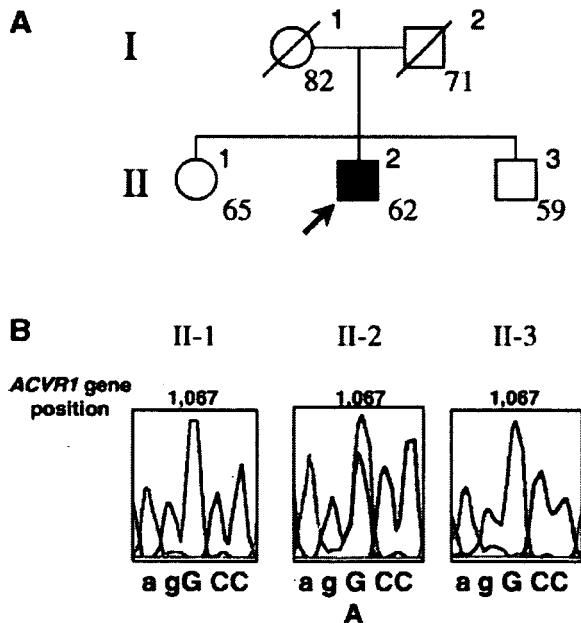 A
I
1 2
82 71
II
1 2 3
65 62 59
B
II-1 II-2 II-3
ACVR1 gene position
1,067 1,067 1,067
a gG CC a g G CC a g G CC
A